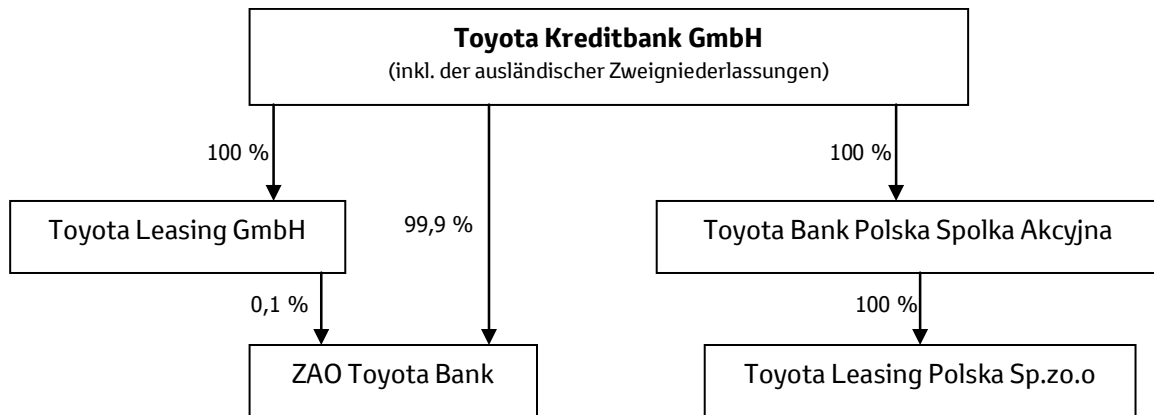 Toyota Kreditbank GmbH
(inkl. der ausländischer Zweigniederlassungen)
100 %
100 %
Toyota Leasing GmbH
99,9 %
Toyota Bank Polska Spolka Akcyjna
0,1 %
100 %
ZAO Toyota Bank
Toyota Leasing Polska Sp.zo.o